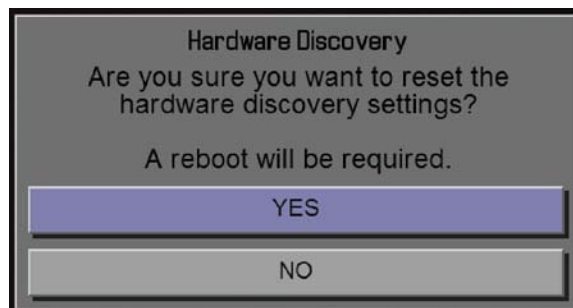 Hardware Discovery
Are you sure you want to reset the
hardware discovery settings?
A reboot will be required.
YES
NO